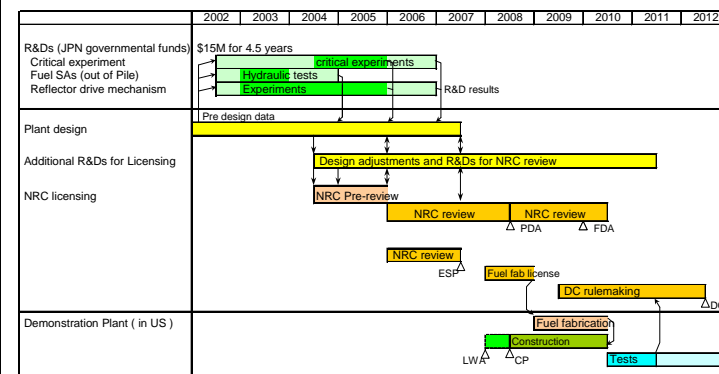 2002 2003 2004 2005 2006 2007 2008 2009 2010 2011 2012
R&Ds (JPN governmental funds) $15M for 4.5 years
Critical experiment critical experiments
Fuel SAs (out of Pile) Hydraulic tests
Reflector drive mechanism Experiments R&D results
Pre design data
Plant design
Additional R&Ds for Licensing Design adjustments and R&Ds for NRC review
NRC licensing NRC Pre-review
NRC review NRC review
PDA FDA
NRC review
ESP Fuel fab license
DC rulemaking
Demonstration Plant ( in US ) Fuel fabrication
Construction
LWA CP Tests